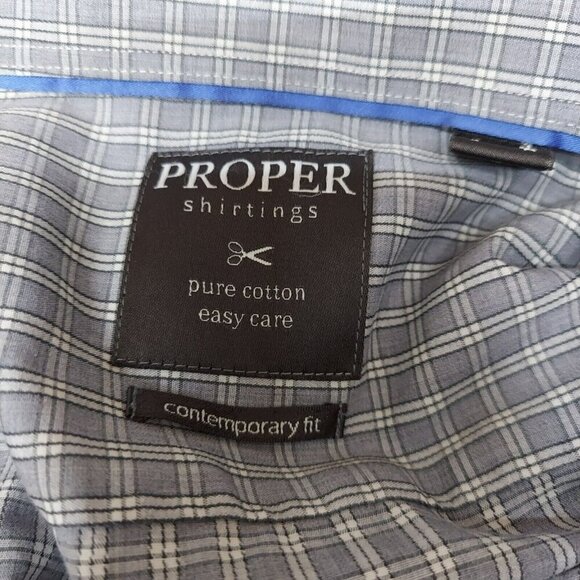 PROPER
shirtings
pure cotton
easy care
contemporary fit